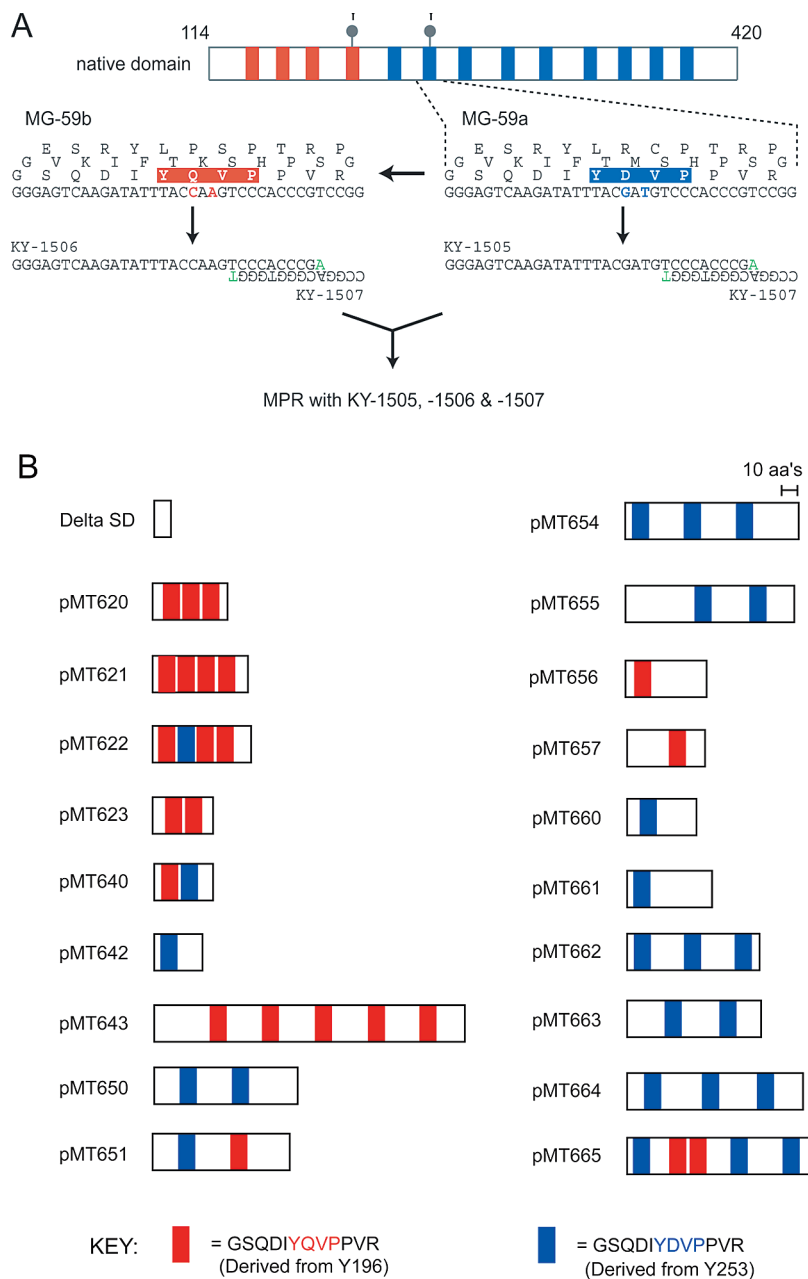 A
114
420
native domain
MG-59b
MG-59a
E S R Y L P S P T R P
G V K I F T K S H P S G
G S Q D I Y Q V P P V R
GGGAGTCAAGATATTTACCAAGTCCCACCCGTCCGG
E S R Y L R C P T R P
G V K I F T M S H P S G
G S Q D I Y D V P P V R
GGGAGTCAAGATATTTACGATGTCCCACCCGTCCGG
KY-1506
GGGAGTCAAGATATTTACCAAGTCCCACCCGA
KY-1507
KY-1505
GGGAGTCAAGATATTTACGATGTCCCACCCGA
KY-1507
MPR with KY-1505, -1506 & -1507
B
10 aa's
Delta SD
pMT620
pMT621
pMT622
pMT623
pMT640
pMT642
pMT643
pMT650
pMT651
pMT654
pMT655
pMT656
pMT657
pMT660
pMT661
pMT662
pMT663
pMT664
pMT665
KEY:
= GSQDIYQVPPVR
(Derived from Y196)
= GSQDIYDVPPVR
(Derived from Y253)